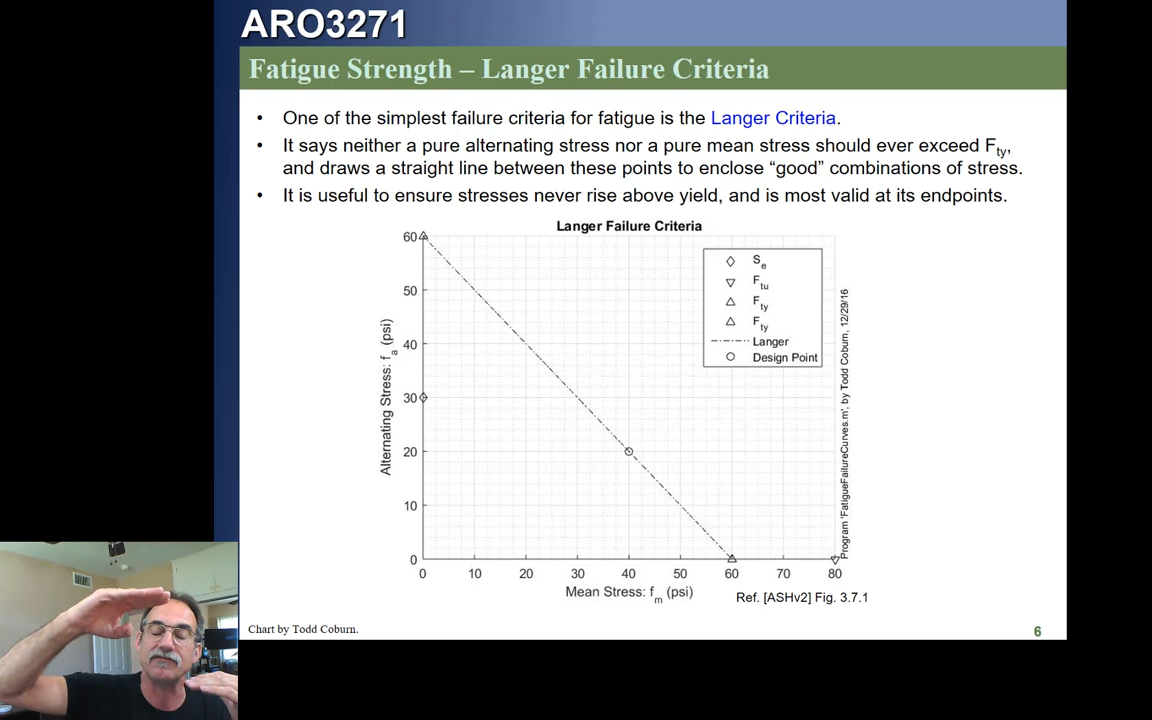 ARO3271
Fatigue Strength – Langer Failure Criteria
• One of the simplest failure criteria for fatigue is the Langer Criteria.
• It says neither a pure alternating stress nor a pure mean stress should ever exceed Fty,
and draws a straight line between these points to enclose “good” combinations of stress.
• It is useful to ensure stresses never rise above yield, and is most valid at its endpoints.
Langer Failure Criteria
60
50
40
30
20
10
0
Alternating Stress: fa (psi)
Se
Ftu
Fty
Fty
Langer
Design Point
Program 'FatigueFailureCurves.m', by Todd Coburn, 12/29/16
0 10 20 30 40 50 60 70 80
Mean Stress: fm (psi)
Ref. [ASHv2] Fig. 3.7.1
Chart by Todd Coburn.
6